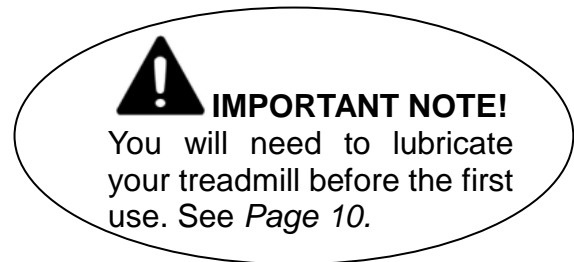 IMPORTANT NOTE!
You will need to lubricate
your treadmill before the first
use. See Page 10.